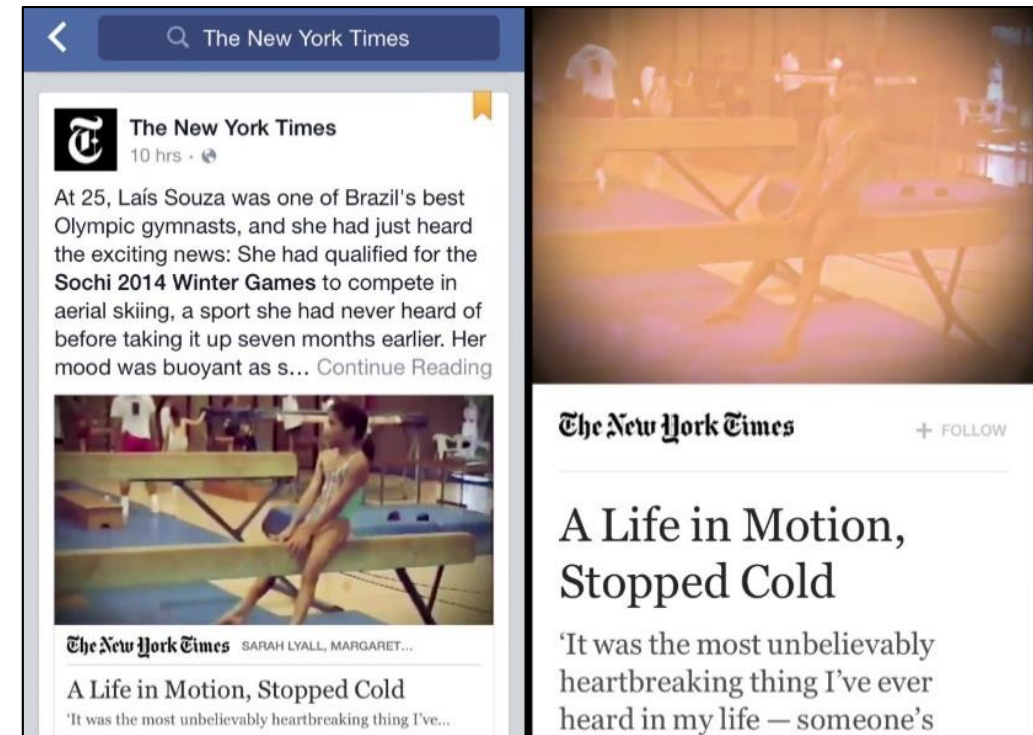 The New York Times
The New York Times
10 hrs ·
At 25, Laís Souza was one of Brazil's best
Olympic gymnasts, and she had just heard
the exciting news: She had qualified for the
Sochi 2014 Winter Games to compete in
aerial skiing, a sport she had never heard of
before taking it up seven months earlier. Her
mood was buoyant as s... Continue Reading
The New York Times SARAH LYALL, MARGARET...
A Life in Motion, Stopped Cold
'It was the most unbelievably heartbreaking thing I've...
The New York Times
+ FOLLOW
A Life in Motion,
Stopped Cold
‘It was the most unbelievably
heartbreaking thing I’ve ever
heard in my life — someone’s